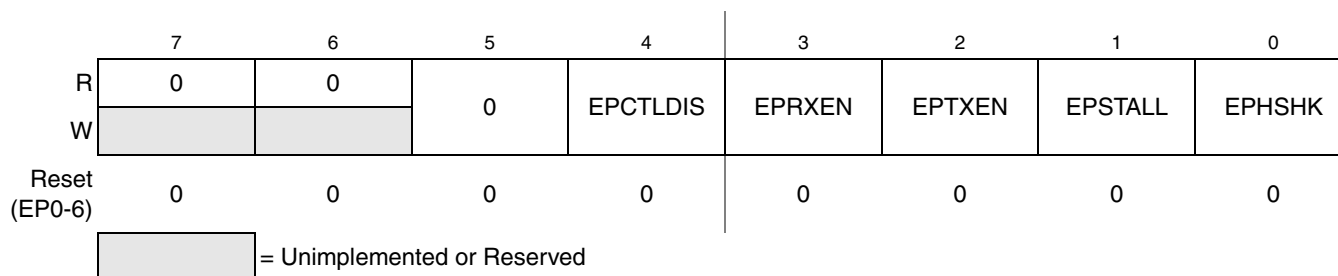 7 6 5 4 3 2 1 0
R 0 0 0 EPCTLDIS EPRXEN EPTXEN EPSTALL EPHSHK
W
Reset (EP0-6) 0 0 0 0 0 0 0 0
= Unimplemented or Reserved